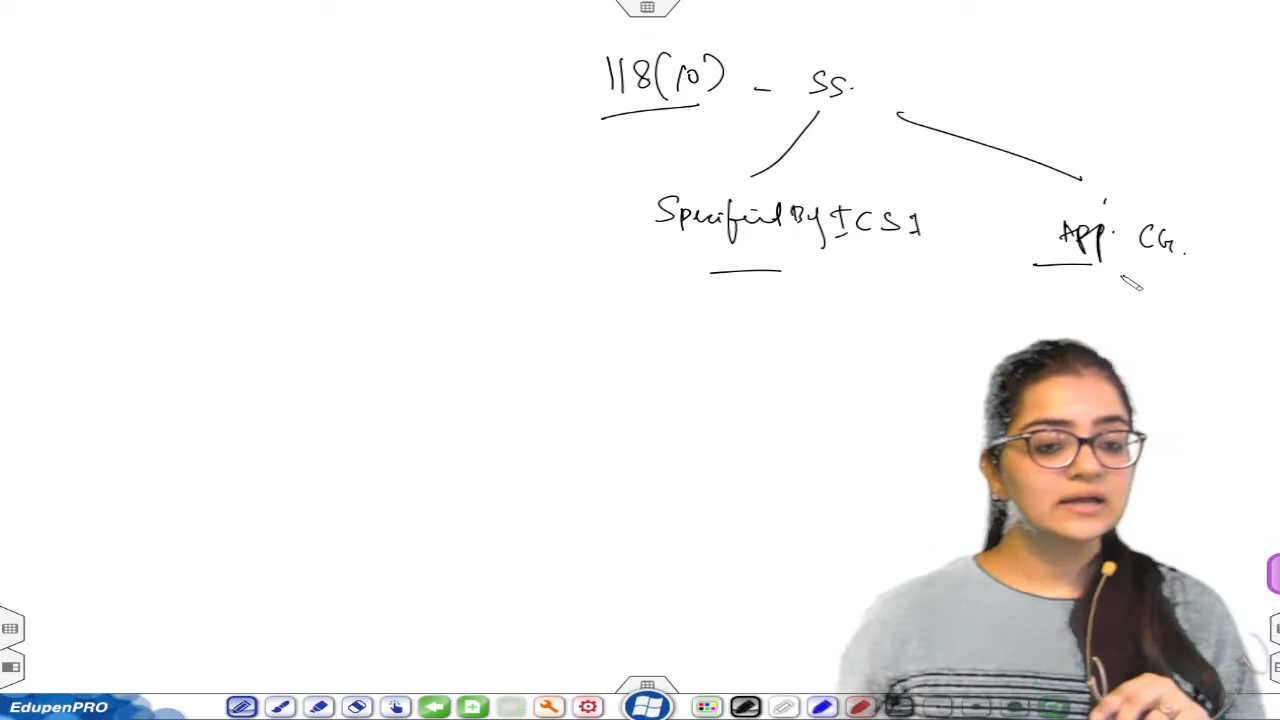 118(10) - SS.
Specified By ICSI
App. CG.
EdupenPRO